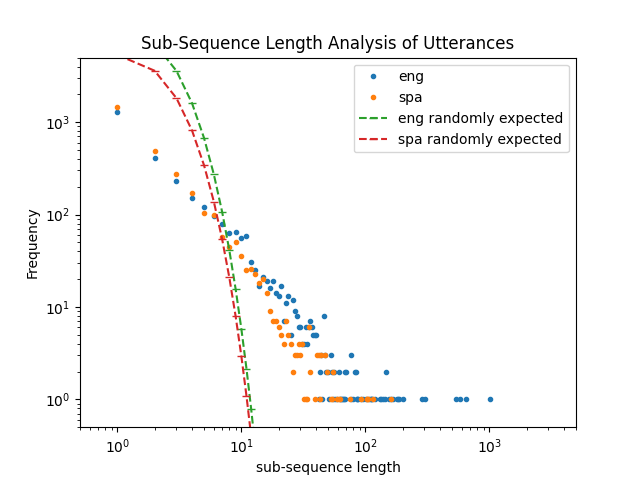 Sub-Sequence Length Analysis of Utterances
eng
spa
eng randomly expected
spa randomly expected
Frequency
10³
10²
10¹
10⁰
10⁰ 10¹ 10² 10³
sub-sequence length